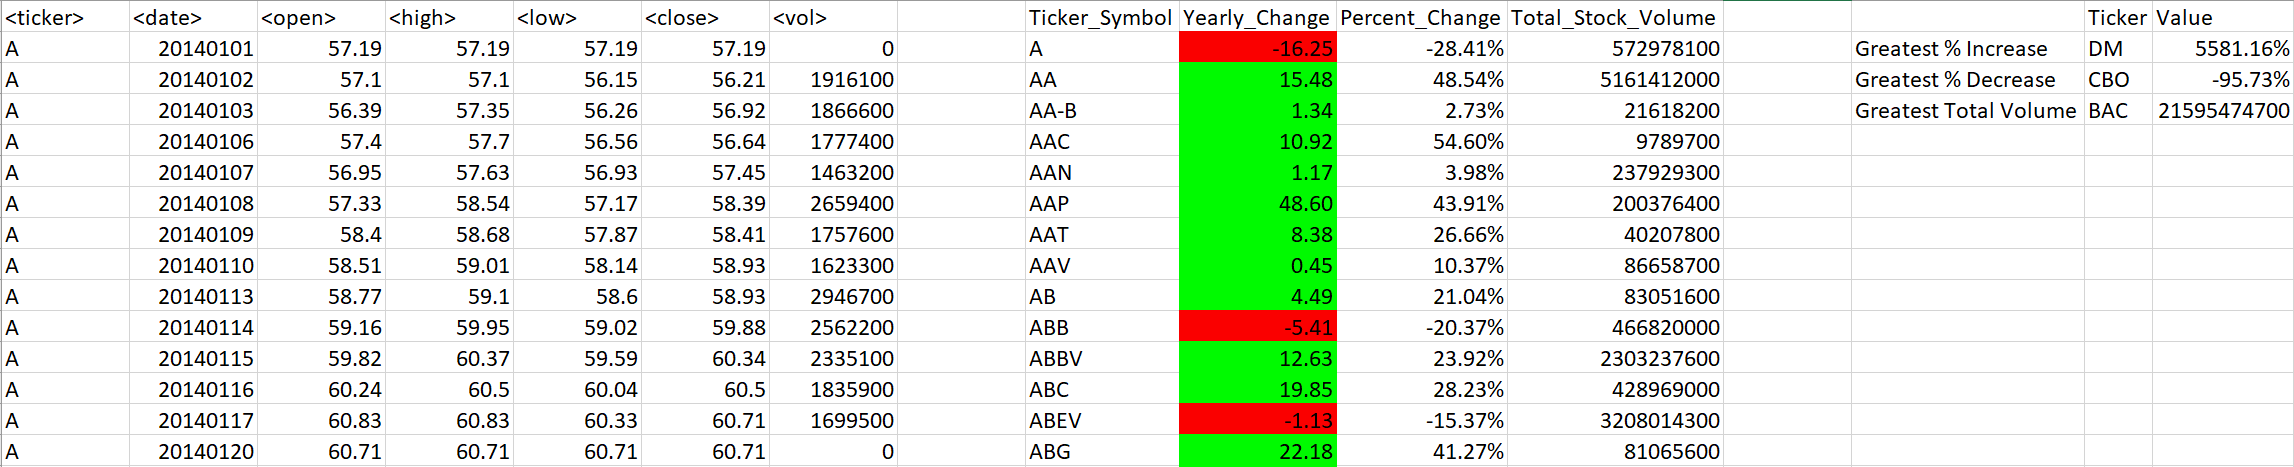 <ticker> <date> <open> <high> <low> <close> <vol> Ticker_Symbol Yearly_Change Percent_Change Total_Stock_Volume Ticker Value
A 20140101 57.19 57.19 57.19 57.19 0 A -16.25 -28.41% 572978100 Greatest % Increase DM 5581.16%
A 20140102 57.1 57.1 56.15 56.21 1916100 AA 15.48 48.54% 5161412000 Greatest % Decrease CBO -95.73%
A 20140103 56.39 57.35 56.26 56.92 1866600 AA-B 1.34 2.73% 21618200 Greatest Total Volume BAC 21595474700
A 20140106 57.4 57.7 56.56 56.64 1777400 AAC 10.92 54.60% 9789700
A 20140107 56.95 57.63 56.93 57.45 1463200 AAN 1.17 3.98% 237929300
A 20140108 57.33 58.54 57.17 58.39 2659400 AAP 48.60 43.91% 200376400
A 20140109 58.4 58.68 57.87 58.41 1757600 AAT 8.38 26.66% 40207800
A 20140110 58.51 59.01 58.14 58.93 1623300 AAV 0.45 10.37% 86658700
A 20140113 58.77 59.1 58.6 58.93 2946700 AB 4.49 21.04% 83051600
A 20140114 59.16 59.95 59.02 59.88 2562200 ABB -5.41 -20.37% 466820000
A 20140115 59.82 60.37 59.59 60.34 2335100 ABBV 12.63 23.92% 2303237600
A 20140116 60.24 60.5 60.04 60.5 1835900 ABC 19.85 28.23% 428969000
A 20140117 60.83 60.83 60.33 60.71 1699500 ABEV -1.13 -15.37% 3208014300
A 20140120 60.71 60.71 60.71 60.71 0 ABG 22.18 41.27% 81065600